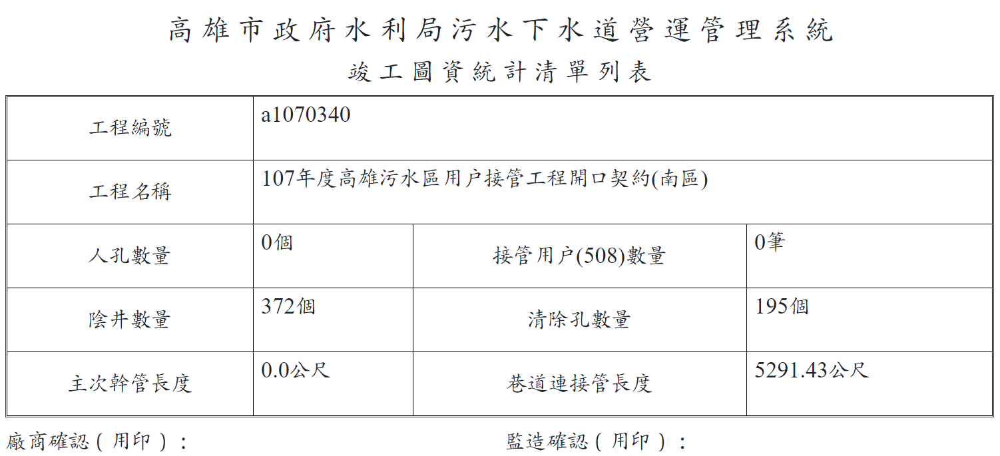 高雄市政府水利局污水下水道營運管理系統
竣工圖資統計清單列表
工程編號 a1070340
工程名稱 107年度高雄污水區用户接管工程開口契約(南區)
人孔數量 0個 接管用户(508)數量 0筆
陰井數量 372個 清除孔數量 195個
主次幹管長度 0.0公尺 巷道連接管長度 5291.43公尺
廠商確認(用印): 監造確認(用印):